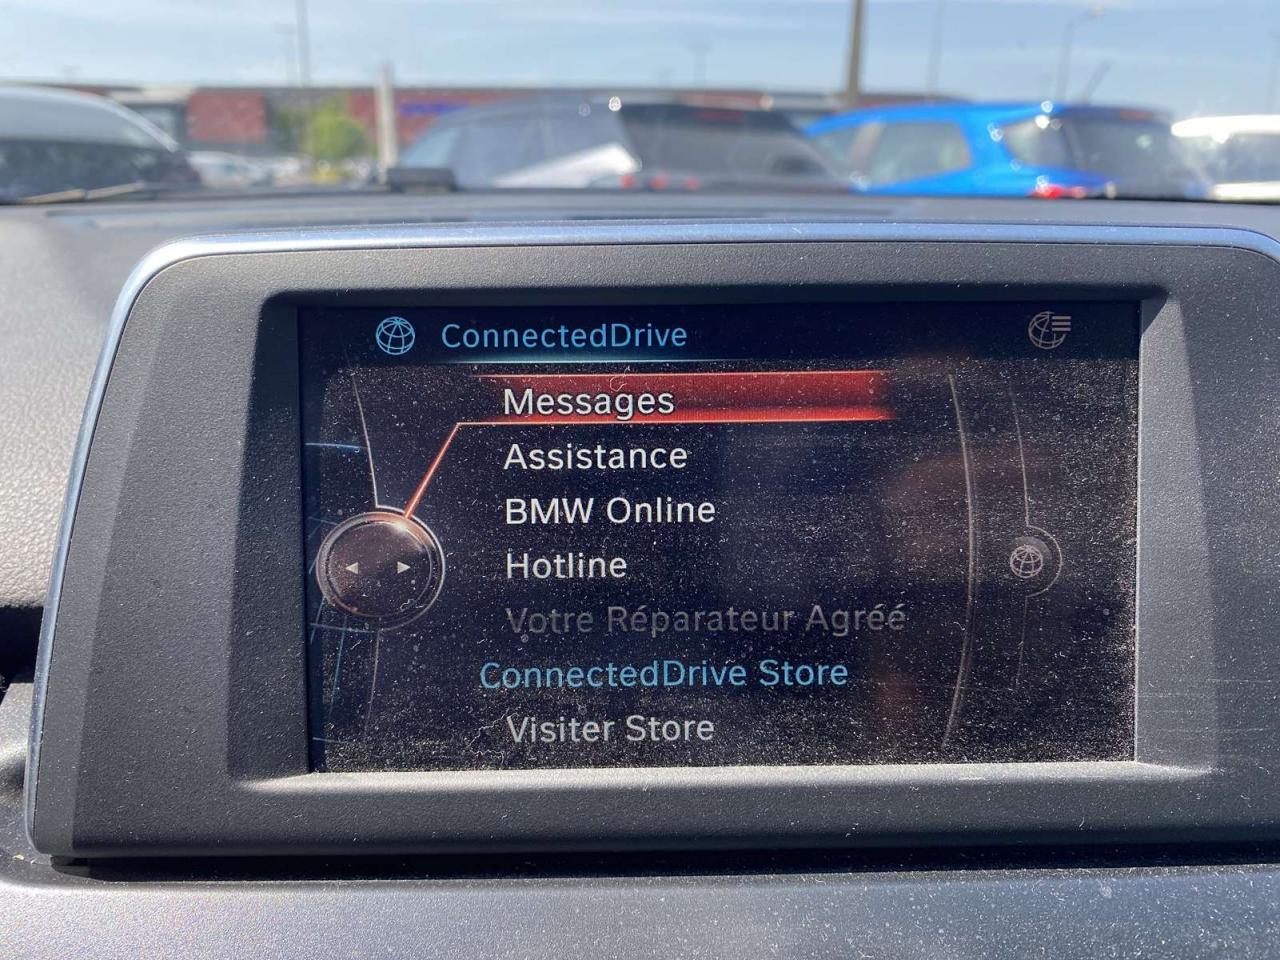 ConnectedDrive
Messages
Assistance
BMW Online
Hotline
Votre Réparateur Agréé
ConnectedDrive Store
Visiter Store